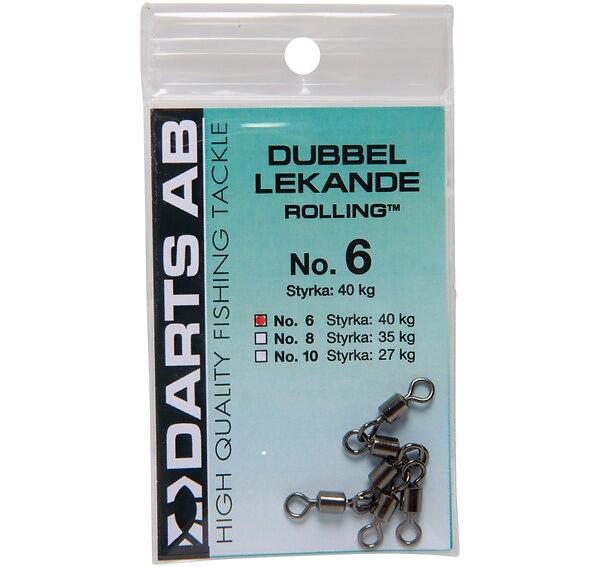 DARTS AB
HIGH QUALITY FISHING TACKLE
DUBBEL
LEKANDE
ROLLING™
No. 6
Styrka: 40 kg
No. 6 Styrka: 40 kg
No. 8 Styrka: 35 kg
No. 10 Styrka: 27 kg